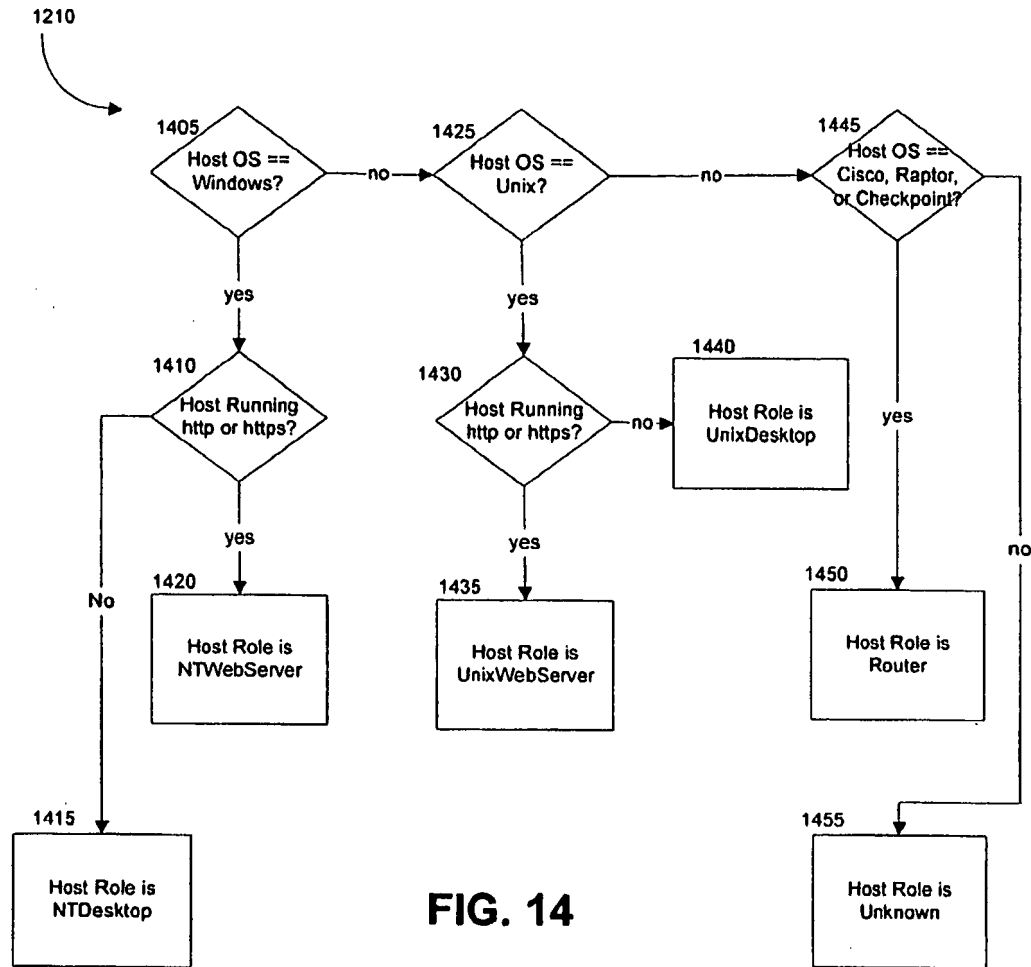 1210
1405
Host OS ==
Windows?
no
1425
Host OS ==
Unix?
no
1445
Host OS ==
Cisco, Raptor,
or Checkpoint?
yes
yes
1410
Host Running
http or https?
1430
Host Running
http or https?
no
1440
Host Role is
UnixDesktop
yes
no
yes
yes
No
1420
Host Role is
NTWebServer
1435
Host Role is
UnixWebServer
1450
Host Role is
Router
1415
Host Role is
NTDesktop
1455
Host Role is
Unknown
FIG. 14